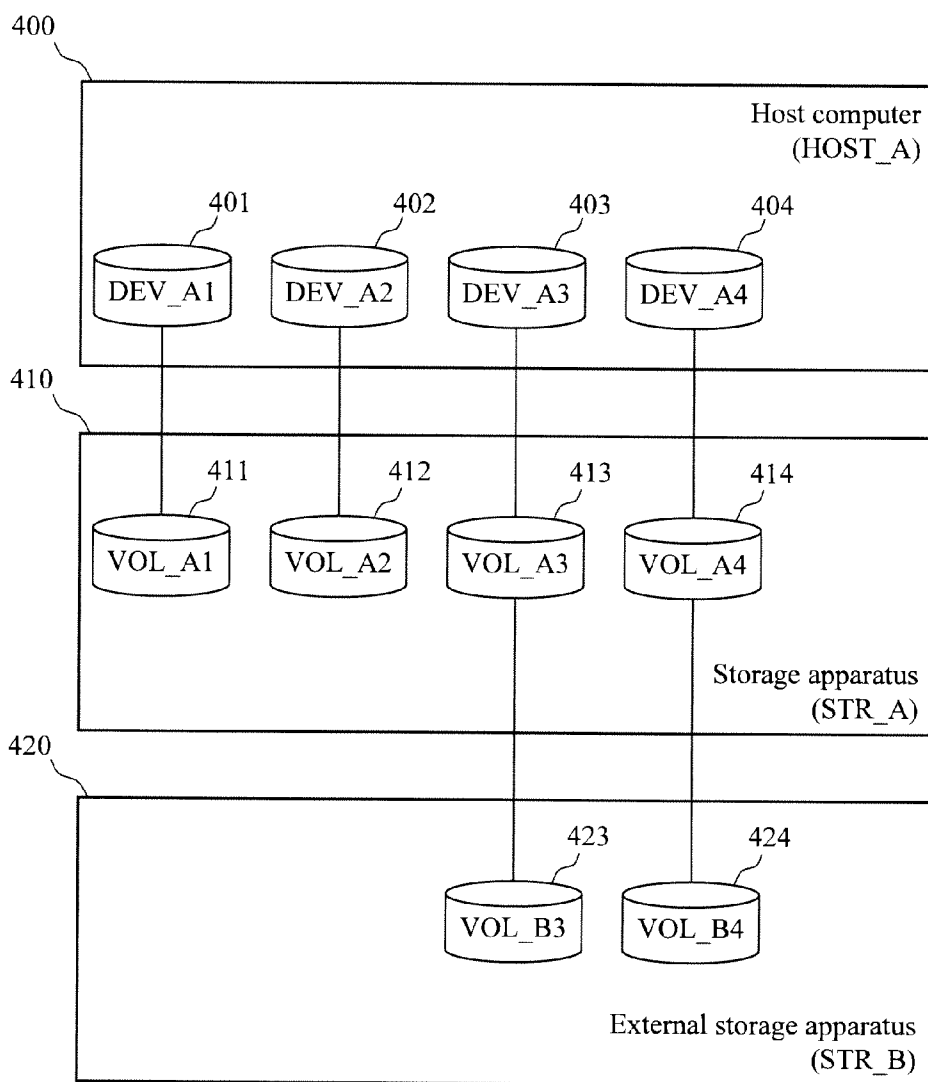 400
Host computer
(HOST_A)
401
402
403
404
DEV_A1
DEV_A2
DEV_A3
DEV_A4
410
411
412
413
414
VOL_A1
VOL_A2
VOL_A3
VOL_A4
Storage apparatus
(STR_A)
420
423
424
VOL_B3
VOL_B4
External storage apparatus
(STR_B)